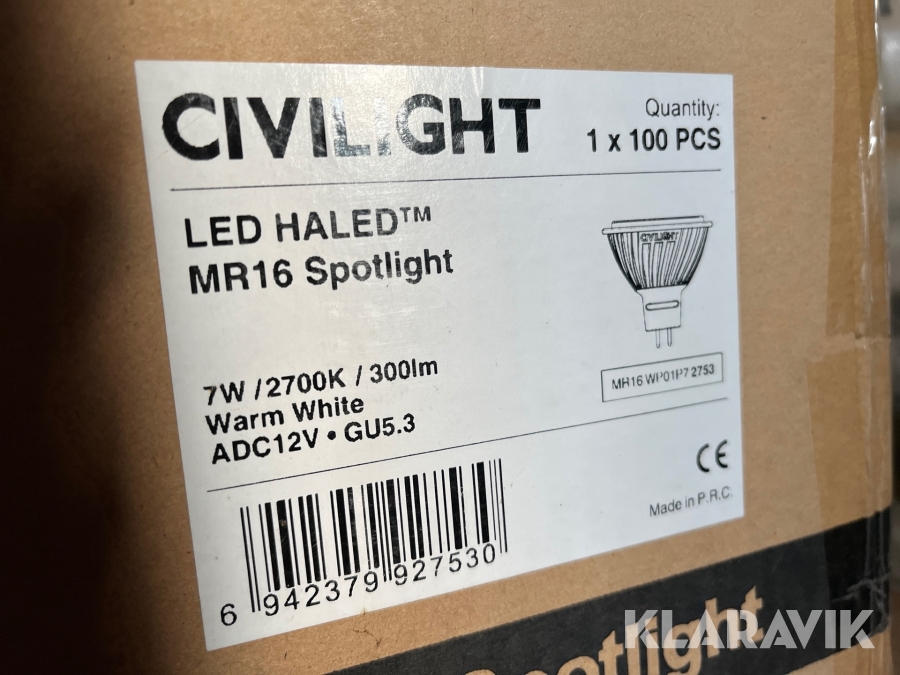 CIVILIGHT
Quantity:
1 x 100 PCS
LED HALED™
MR16 Spotlight
CIVILIGHT
7W / 2700K / 300lm
Warm White
ADC12V • GU5.3
MR16 WP01P7 2753
CE
Made in P.R.C.
6 942379 927530
Spotlight
KLARAVIK